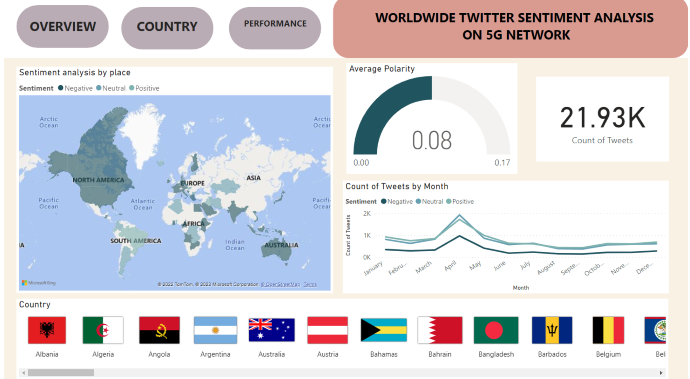 OVERVIEW
COUNTRY
PERFORMANCE
WORLDWIDE TWITTER SENTIMENT ANALYSIS
ON 5G NETWORK
Sentiment analysis by place
Sentiment Negative Neutral Positive
Arctic
Ocean
Arctic
Ocean
NORTH AMERICA
EUROPE
ASIA
Pacific
Ocean
Atlantic
Ocean
Pacifi
Ocean
AFRICA
SOUTH AMERICA
Indian
Ocean
AUSTRALIA
Microsoft Bing
© 2022 TomTom, © 2022 Microsoft Corporation, © OpenStreetMap Terms
Average Polarity
0.08
0.00
0.17
21.93K
Count of Tweets
Count of Tweets by Month
Sentiment Negative Neutral Positive
Count of Tweets
2K
1K
0K
January
Febru...
March
April
May
June
July
August
Septe...
Octob...
Nove...
Dece...
Month
Country
Albania
Algeria
Angola
Argentina
Australia
Austria
Bahamas
Bahrain
Bangladesh
Barbados
Belgium
Bel